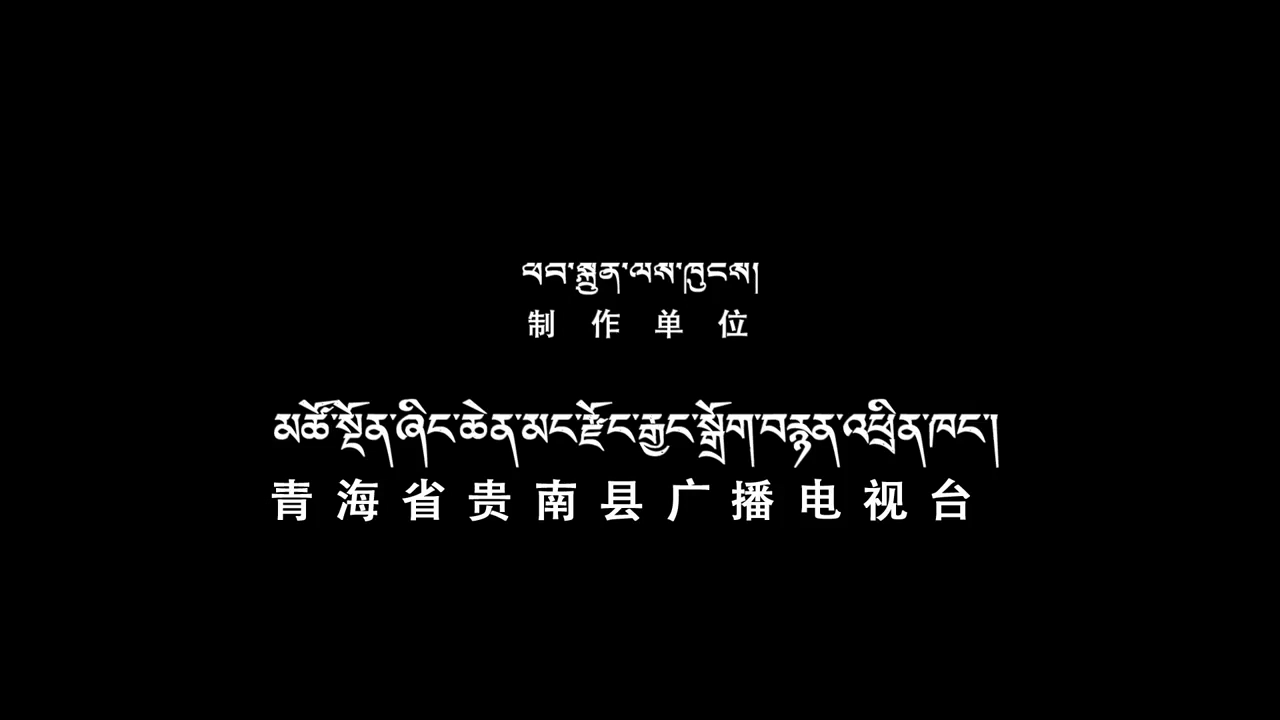 ཕབ་སྐྲུན་ལས་ཁུངས།
制作单位
མཚོ་སྔོན་ཞིང་ཆེན་མང་རྫོང་རྒྱང་སྒྲོག་བརྙན་འཕྲིན་ཁང་།
青海省贵南县广播电视台